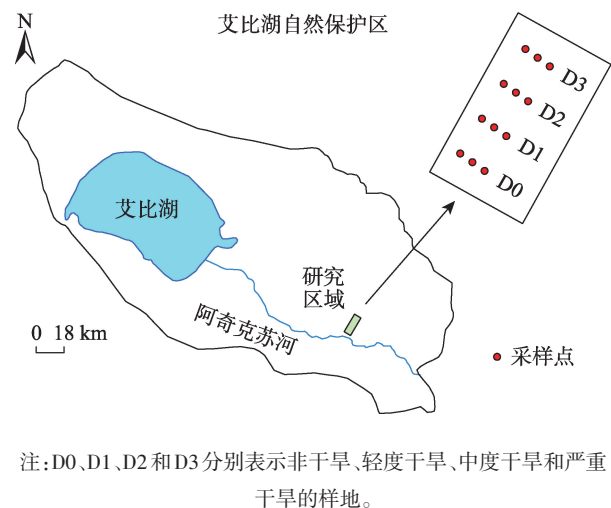 艾比湖自然保护区
N
D3
D2
D1
D0
艾比湖
研究
区域
阿奇克苏河
0 18 km
采样点
注:D0、D1、D2和D3分别表示非干旱、轻度干旱、中度干旱和严重
干旱的样地。